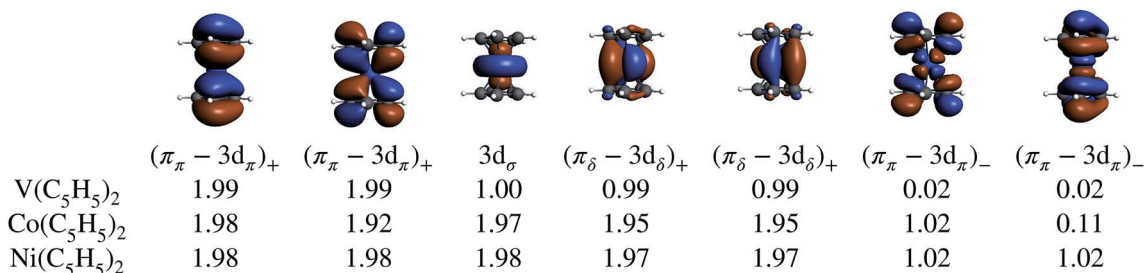 (π_π − 3d_π)_+ (π_π − 3d_π)_+ 3d_σ (π_δ − 3d_δ)_+ (π_δ − 3d_δ)_+ (π_π − 3d_π)_− (π_π − 3d_π)_−
V(C₅H₅)₂ 1.99 1.99 1.00 0.99 0.99 0.02 0.02
Co(C₅H₅)₂ 1.98 1.92 1.97 1.95 1.95 1.02 0.11
Ni(C₅H₅)₂ 1.98 1.98 1.98 1.97 1.97 1.02 1.02